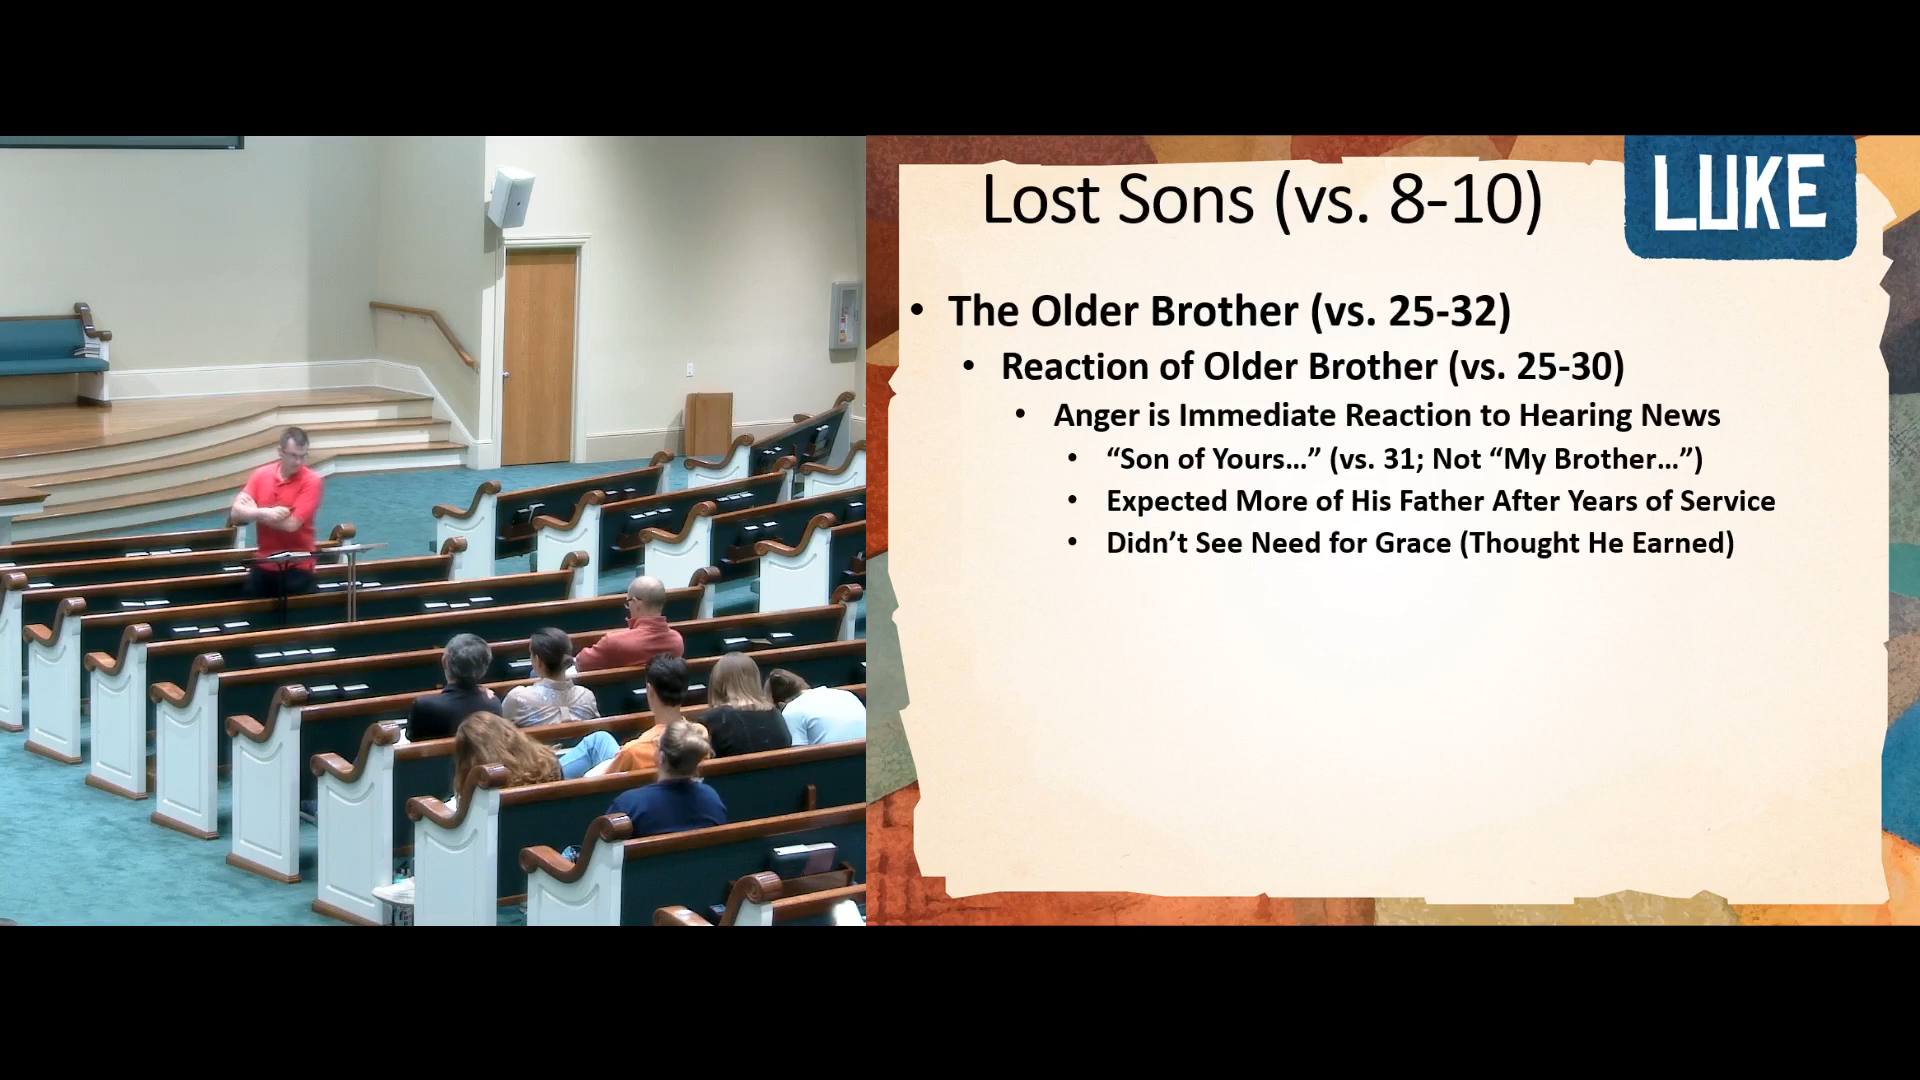 Lost Sons (vs. 8-10)
LUKE
• The Older Brother (vs. 25-32)
• Reaction of Older Brother (vs. 25-30)
• Anger is Immediate Reaction to Hearing News
• “Son of Yours…” (vs. 31; Not “My Brother…”)
• Expected More of His Father After Years of Service
• Didn’t See Need for Grace (Thought He Earned)